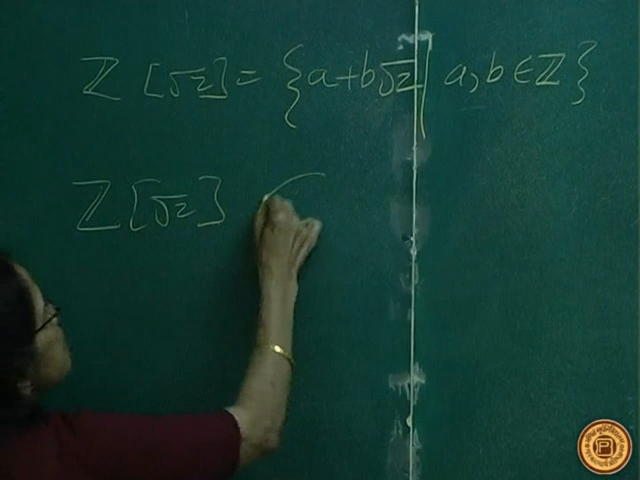 ℤ [√2] = {a+b√2 | a, b ∈ ℤ}
ℤ [√2]